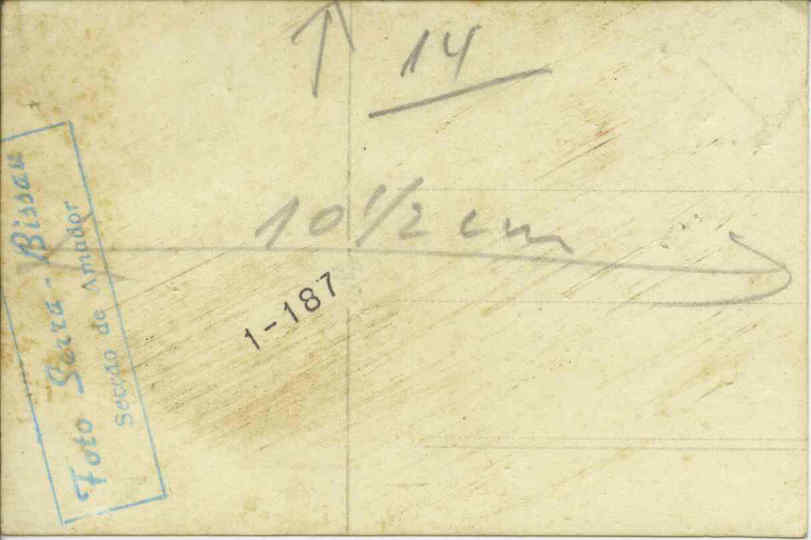 14
10 1/2 cm
1-187
Foto Serra - Bissau
Secção de Amador